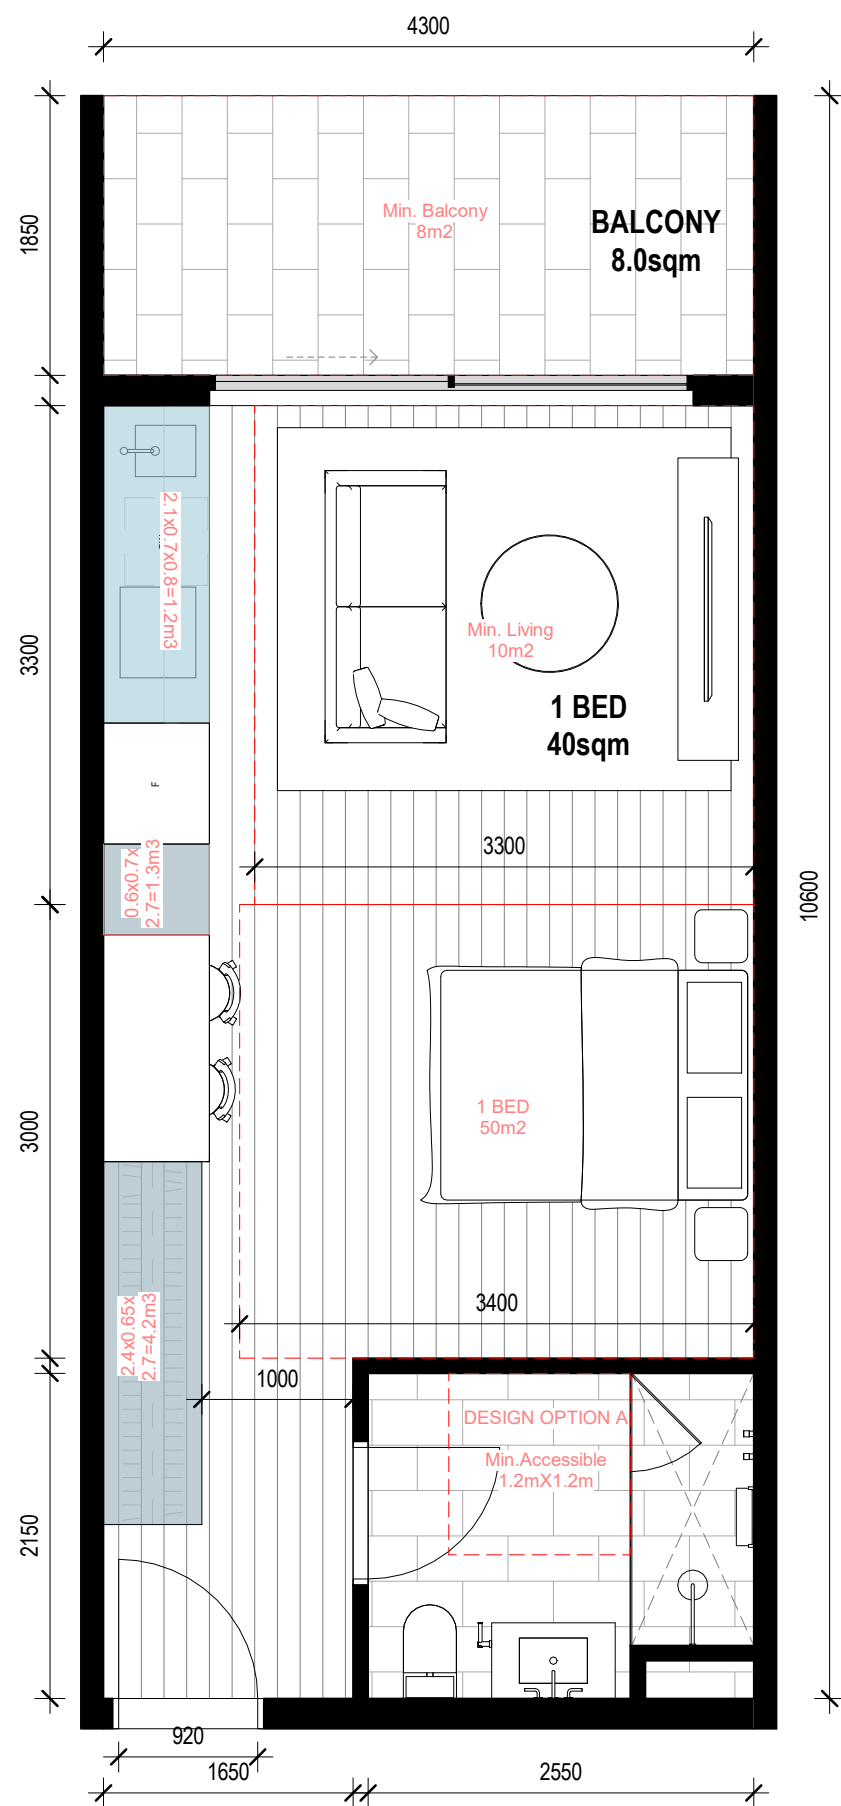 4300
1850
Min. Balcony
8m2
BALCONY
8.0sqm
2.1x0.7x0.8=1.2m3
3300
Min. Living
10m2
1 BED
40sqm
F
3300
0.6x0.7x
2.7=1.3m3
10600
3000
1 BED
50m2
2.4x0.65x
2.7=4.2m3
3400
1000
DESIGN OPTION A
Min.Accessible
1.2mX1.2m
2150
920
1650
2550